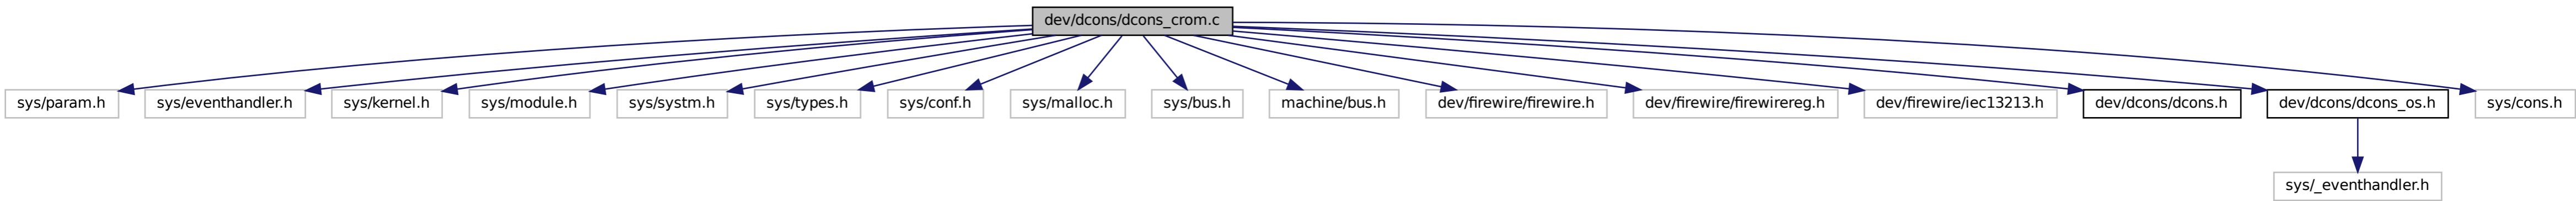 dev/dcons/dcons_crom.c
sys/param.h
sys/eventhandler.h
sys/kernel.h
sys/module.h
sys/systm.h
sys/types.h
sys/conf.h
sys/malloc.h
sys/bus.h
machine/bus.h
dev/firewire/firewire.h
dev/firewire/firewirereg.h
dev/firewire/iec13213.h
dev/dcons/dcons.h
dev/dcons/dcons_os.h
sys/cons.h
sys/_eventhandler.h